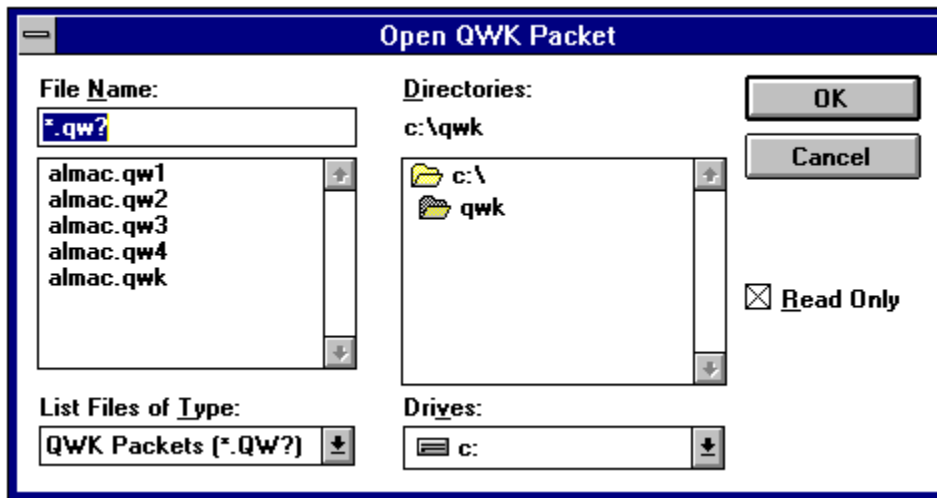 Open QWK Packet
File Name:
*.qw?
almac.qw1
almac.qw2
almac.qw3
almac.qw4
almac.qwk
List Files of Type:
QWK Packets (*.QW?)
Directories:
c:\qwk
c:\
qwk
Drives:
c:
OK
Cancel
Read Only